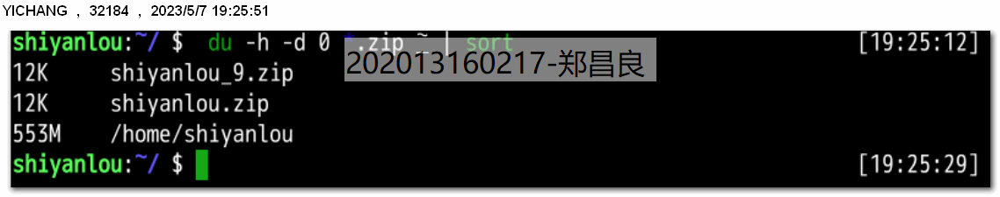 YICHANG , 32184 , 2023/5/7 19:25:51
shiyanlou:~/ $ du -h -d 0 *.zip ~ | sort [19:25:12]
202013160217-郑昌良
12K shiyanlou_9.zip
12K shiyanlou.zip
553M /home/shiyanlou
shiyanlou:~/ $ [19:25:29]